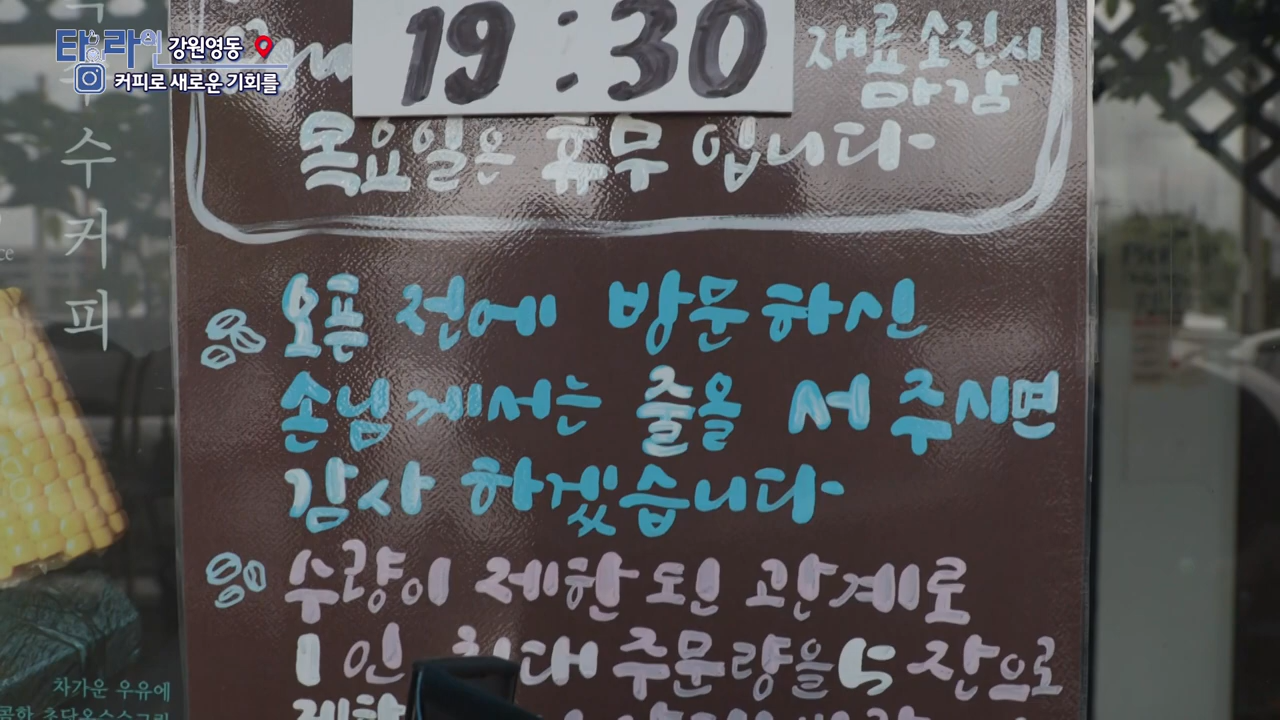 탐라인 강원영동
커피로 새로운 기회를
수커피
19:30
재료 소진시
마감
목요일은 휴무 입니다
오픈 전에 방문하신
손님께서는 줄을 서 주시면
감사 하겠습니다
수량이 제한 된 관계로
1인 최대 주문량을 5잔으로
제한
차가운 우유에